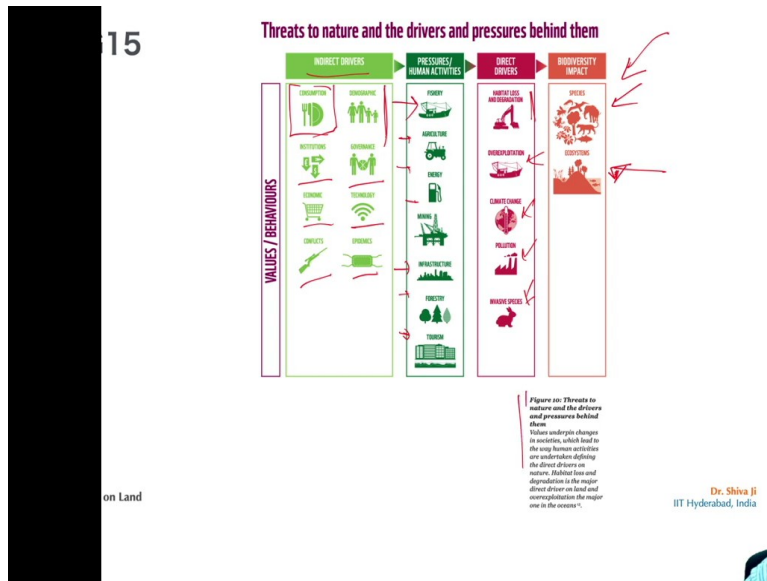 15
Threats to nature and the drivers and pressures behind them
INDIRECT DRIVERS
PRESSURES/
HUMAN ACTIVITIES
DIRECT
DRIVERS
BIODIVERSITY
IMPACT
VALUES / BEHAVIOURS
CONSUMPTION
DEMOGRAPHIC
INSTITUTIONS
GOVERNANCE
ECONOMIC
TECHNOLOGY
CONFLICTS
EPIDEMICS
FISHERY
AGRICULTURE
ENERGY
MINING
INFRASTRUCTURE
FORESTRY
TOURISM
HABITAT LOSS
AND DEGRADATION
OVEREXPLOITATION
CLIMATE CHANGE
POLLUTION
INVASIVE SPECIES
SPECIES
ECOSYSTEMS
Figure 10: Threats to
nature and the drivers
and pressures behind
them
Values underpin changes
in societies, which lead to
the way human activities
are undertaken defining
the direct drivers on
nature. Habitat loss and
degradation is the major
direct driver on land and
overexploitation the major
one in the oceans
on Land
Dr. Shiva Ji
IIT Hyderabad, India